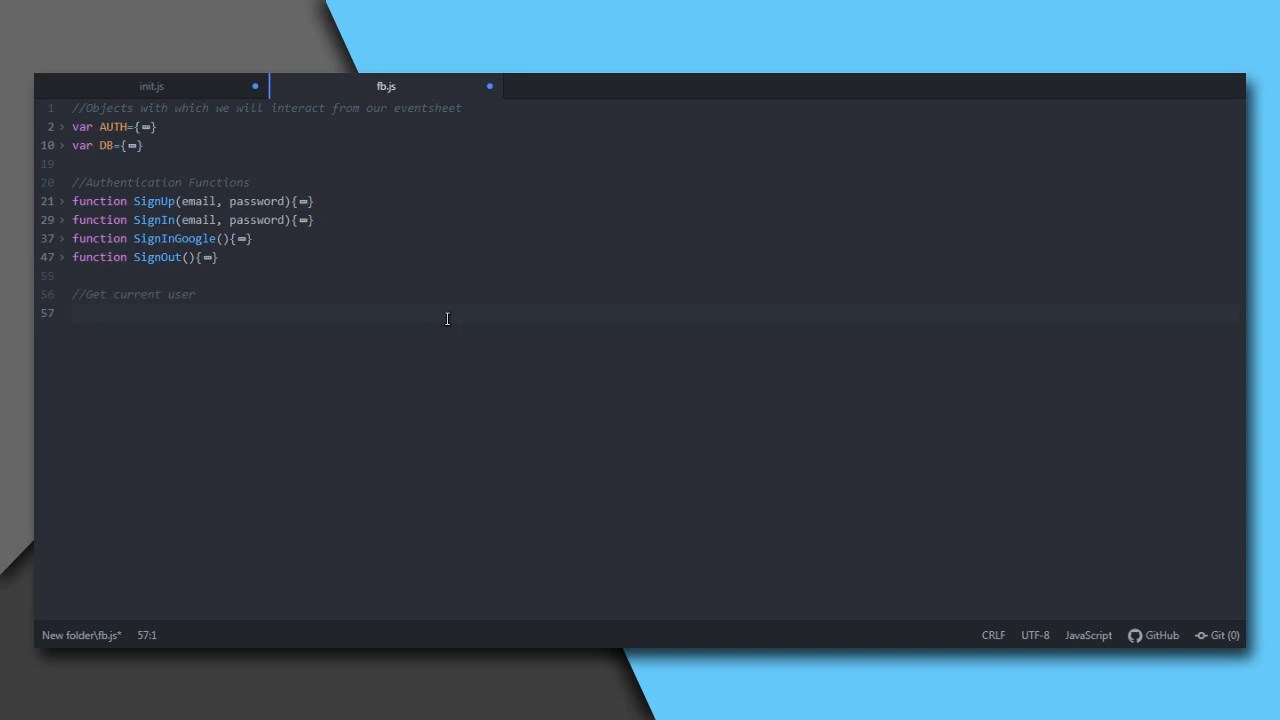 init.js
fb.js
1 //Objects with which we will interact from our eventsheet
2 var AUTH={}
10 var DB={}
19
20 //Authentication Functions
21 function SignUp(email, password){}
29 function SignIn(email, password){}
37 function SignInGoogle(){}
47 function SignOut(){}
55
56 //Get current user
57
New folder\fb.js* 57:1 CRLF UTF-8 JavaScript GitHub Git (0)